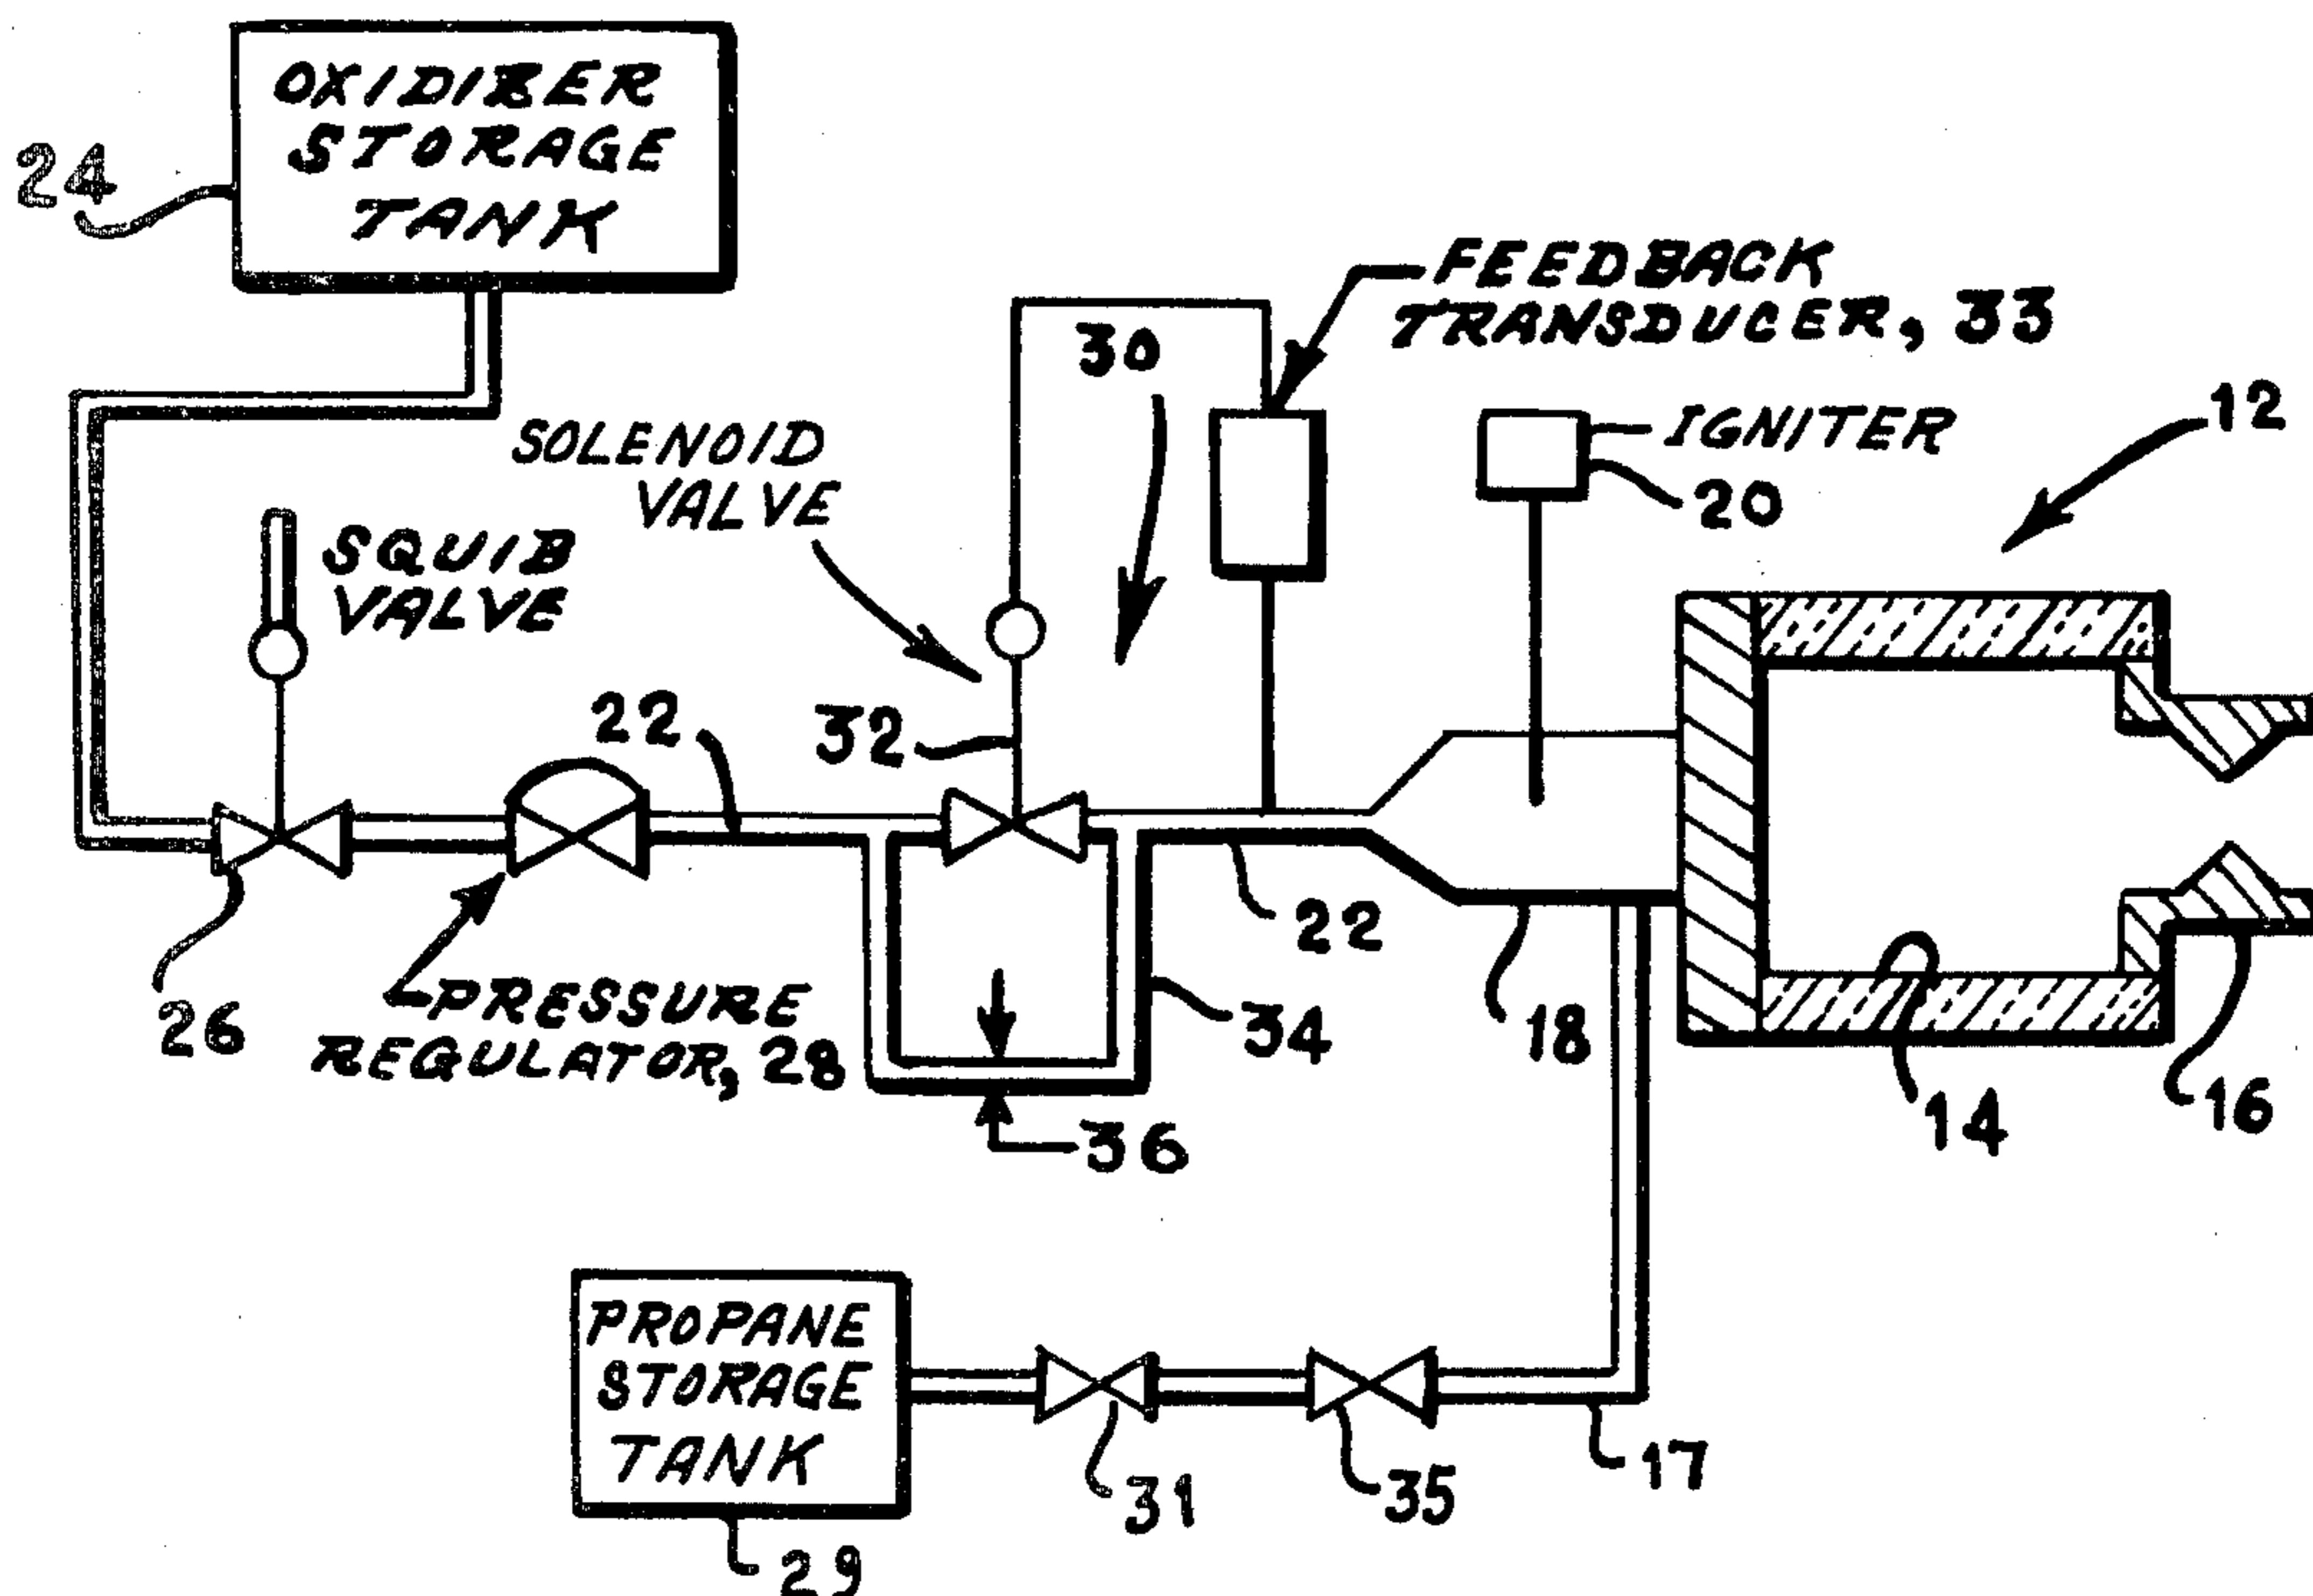 OXIDIZER
STORAGE
TANK
24
FEEDBACK
TRANSDUCER, 33
30
12
SOLENOID
VALVE
IGNITER
20
SQUIB
VALVE
22
32
22
26
PRESSURE
REGULATOR, 28
34
18
14
16
36
PROPANE
STORAGE
TANK
31
35
17
29